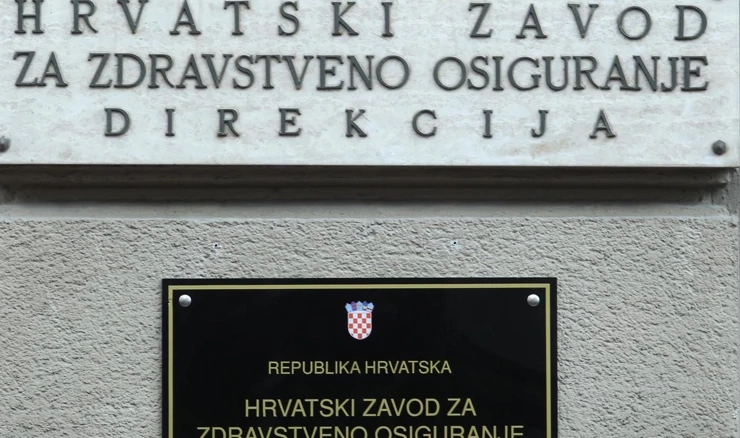 HRVATSKI ZAVOD
ZA ZDRAVSTVENO OSIGURANJE
DIREKCIJA
REPUBLIKA HRVATSKA
HRVATSKI ZAVOD ZA
ZDRAVSTVENO OSIGURANJE